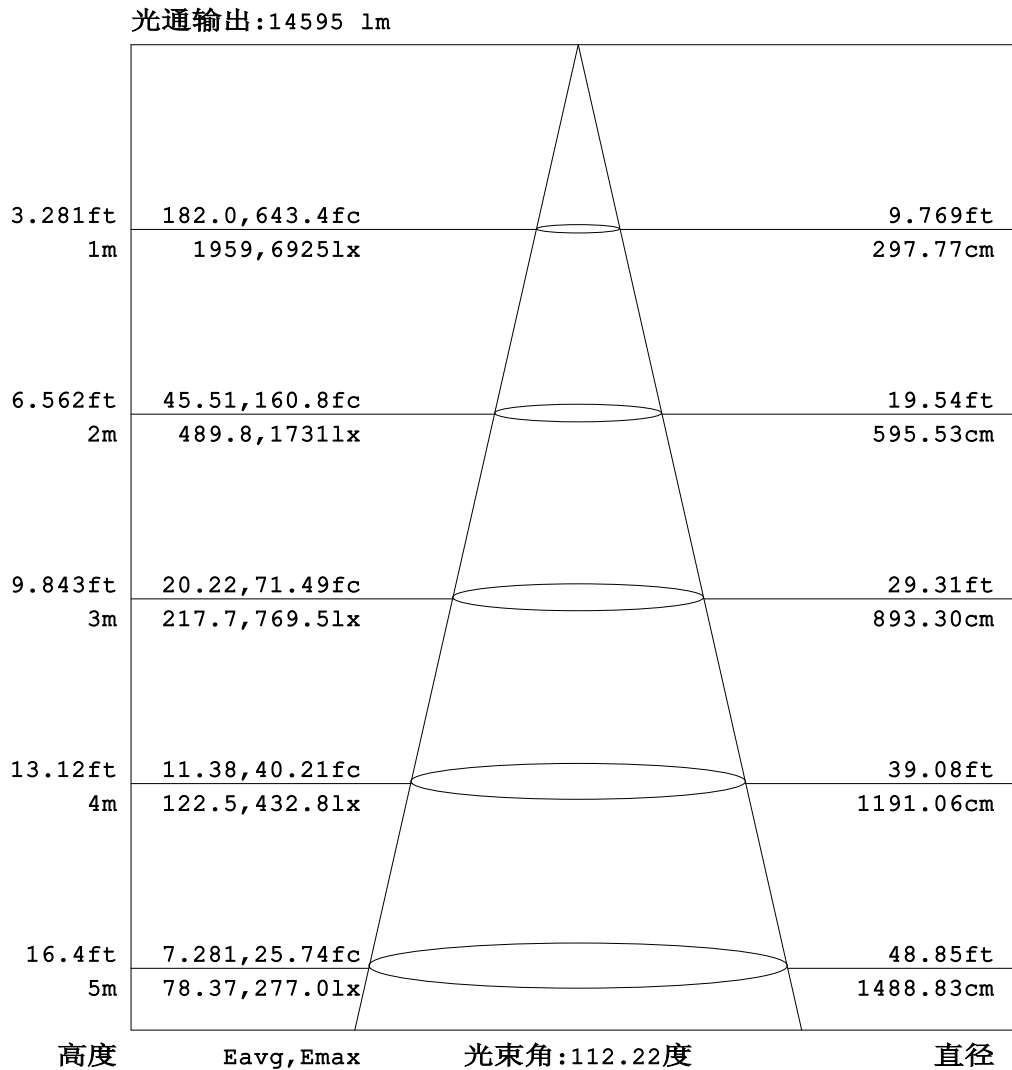 光通输出:14595 lm
3.281ft 182.0,643.4fc 9.769ft
1m 1959,6925lx 297.77cm
6.562ft 45.51,160.8fc 19.54ft
2m 489.8,1731lx 595.53cm
9.843ft 20.22,71.49fc 29.31ft
3m 217.7,769.5lx 893.30cm
13.12ft 11.38,40.21fc 39.08ft
4m 122.5,432.8lx 1191.06cm
16.4ft 7.281,25.74fc 48.85ft
5m 78.37,277.0lx 1488.83cm
高度 Eavg,Emax 光束角:112.22度 直径